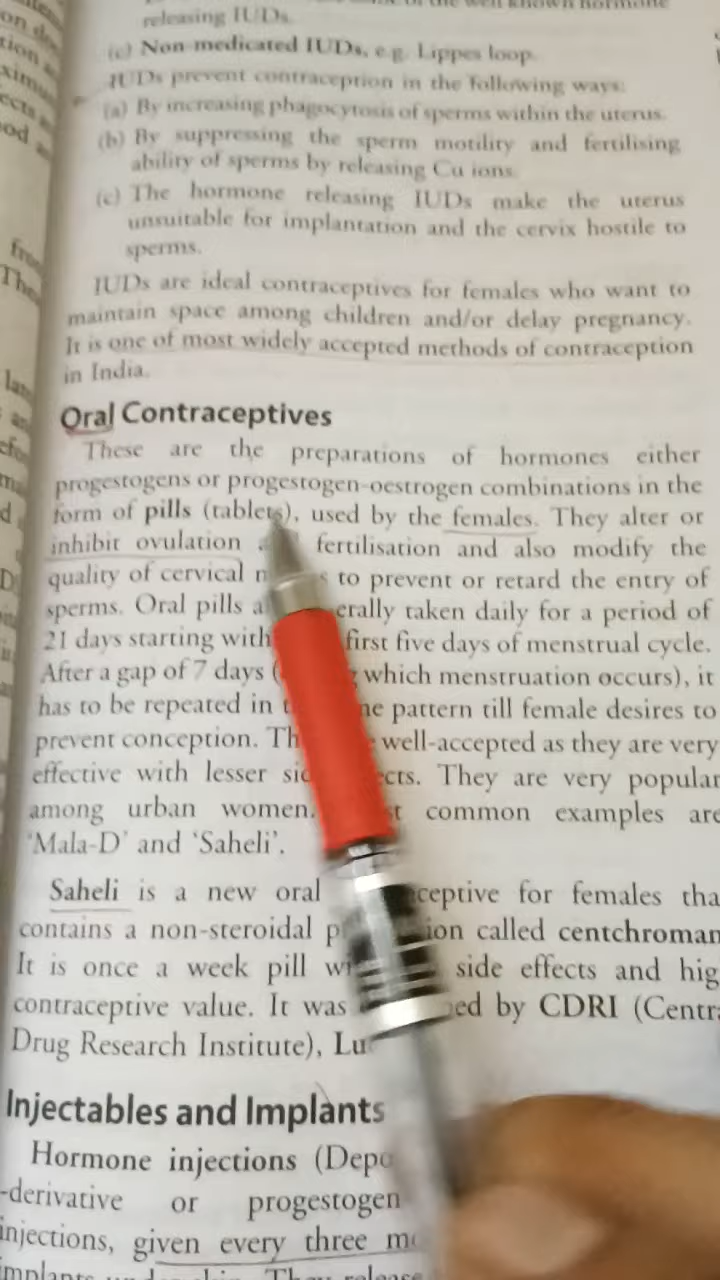 releasing IUDs.
(c) Non-medicated IUDs, e.g. Lippes loop.
IUDs prevent contraception in the following ways:
(a) By increasing phagocytosis of sperms within the uterus.
(b) By suppressing the sperm motility and fertilising
ability of sperms by releasing Cu ions.
(c) The hormone releasing IUDs make the uterus
unsuitable for implantation and the cervix hostile to
sperms.
IUDs are ideal contraceptives for females who want to
maintain space among children and/or delay pregnancy.
It is one of most widely accepted methods of contraception
in India.
Oral Contraceptives
These are the preparations of hormones either
progestogens or progestogen-oestrogen combinations in the
form of pills (tablets), used by the females. They alter or
inhibit ovulation fertilisation and also modify the
quality of cervical to prevent or retard the entry of
sperms. Oral pills taken daily for a period of
21 days starting with first five days of menstrual cycle.
After a gap of 7 days ( which menstruation occurs), it
has to be repeated in pattern till female desires to
prevent conception. well-accepted as they are very
effective with lesser They are very popular
among urban women. common examples are
'Mala-D' and 'Saheli'.
Saheli is a new oral for females tha
contains a non-steroidal called centchroman
It is once a week pill side effects and hig
contraceptive value. It was by CDRI (Centra
Drug Research Institute), Lu
Injectables and Implants
Hormone injections (Depo
-derivative or progestogen
injections, given every three m